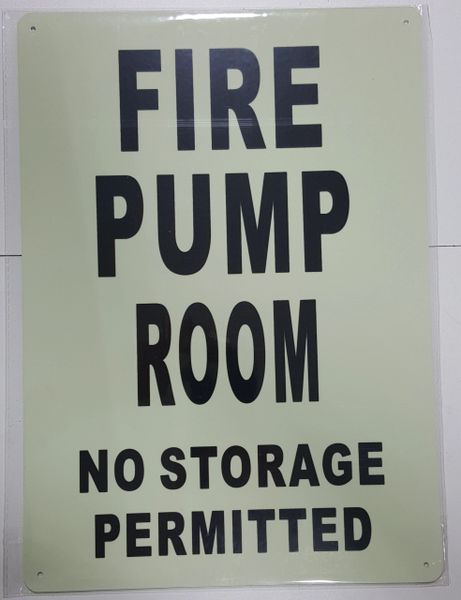 FIRE
PUMP
ROOM
NO STORAGE
PERMITTED